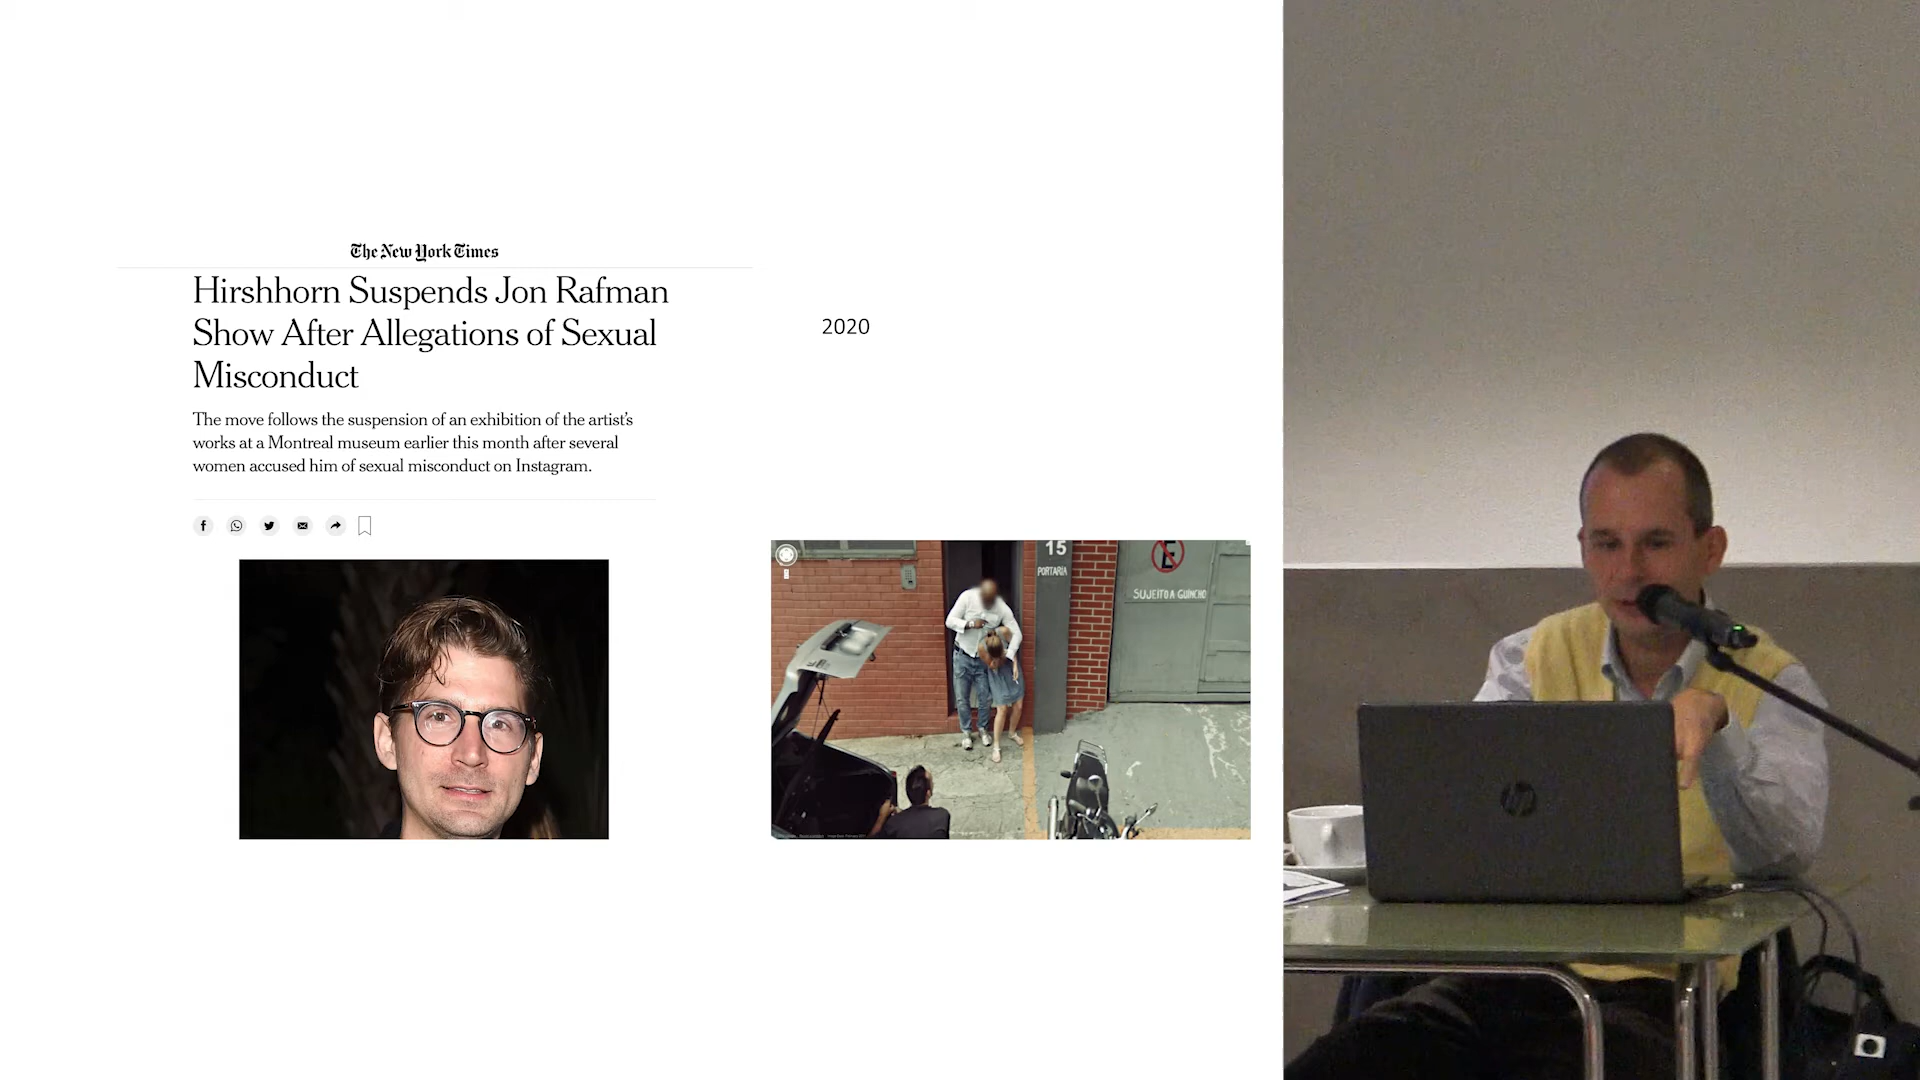 The New York Times
Hirshhorn Suspends Jon Rafman
Show After Allegations of Sexual
Misconduct
The move follows the suspension of an exhibition of the artist's
works at a Montreal museum earlier this month after several
women accused him of sexual misconduct on Instagram.
2020
15
PORTARIA
E
SUJEITO A GUINCHO
hp